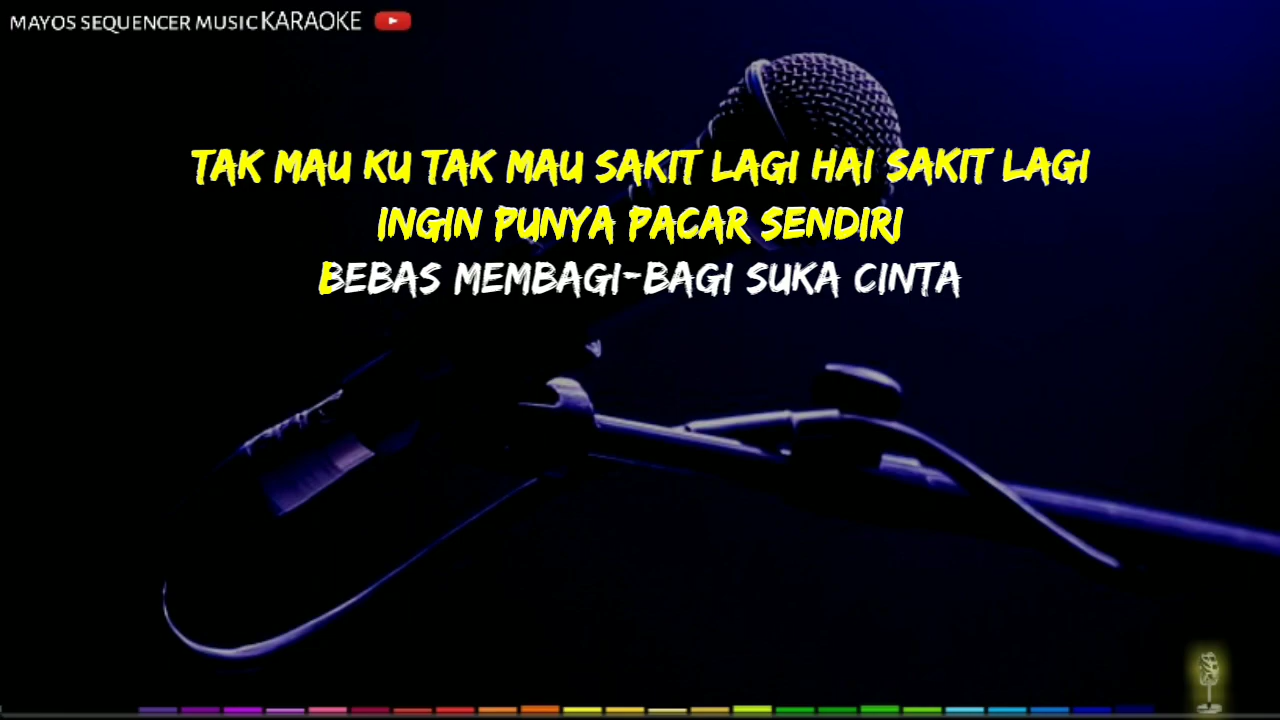 MAYOS SEQUENCER MUSIC KARAOKE
TAK MAU KU TAK MAU SAKIT LAGI HAI SAKIT LAGI
INGIN PUNYA PACAR SENDIRI
BEBAS MEMBAGI-BAGI SUKA CINTA